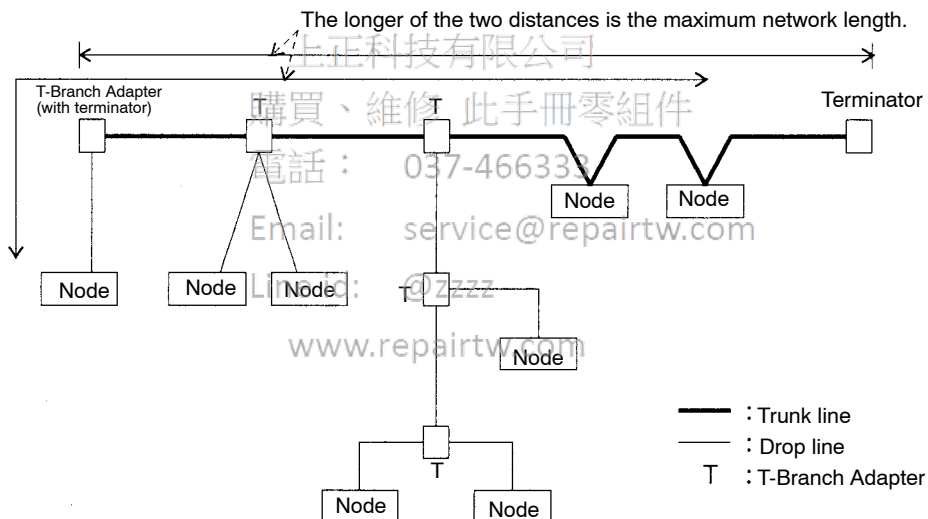 The longer of the two distances is the maximum network length.
上正科技有限公司
T-Branch Adapter
(with terminator)
T
T
Terminator
購買、維修 此手冊零組件
電話： 037-466333
Node
Node
Email: service@repairtw.com
Node
Node
Node
Line id: @zzzz
T
www.repairtw.com
Node
: Trunk line
: Drop line
T : T-Branch Adapter
T
Node
Node